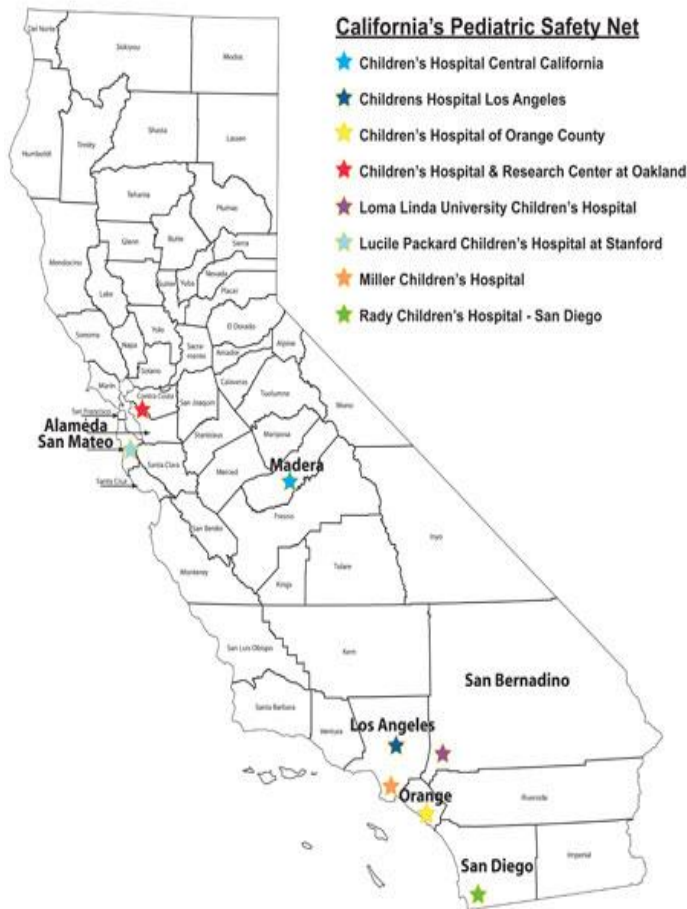 California's Pediatric Safety Net
Children's Hospital Central California
Childrens Hospital Los Angeles
Children's Hospital of Orange County
Children's Hospital & Research Center at Oakland
Loma Linda University Children's Hospital
Lucile Packard Children's Hospital at Stanford
Miller Children's Hospital
Rady Children's Hospital - San Diego
Del Norte
Siskiyou
Modoc
Humboldt
Trinity
Shasta
Lassen
Tehama
Plumas
Mendocino
Glenn
Butte
Sierra
Lake
Sutter
Yuba
Nevada
Placer
Sonoma
Napa
Yolo
El Dorado
Sacra-
mento
Amador
Alpine
Solano
Calaveras
Marin
Contra Costa
San Joaquin
Tuolumne
Mono
San Francisco
Alameda
San Mateo
Stanislaus
Mariposa
Santa Clara
Merced
Madera
Santa Cruz
San Benito
Fresno
Inyo
Monterey
Kings
Tulare
San Luis Obispo
Kern
San Bernadino
Santa Barbara
Ventura
Los Angeles
Orange
Riverside
San Diego
Imperial